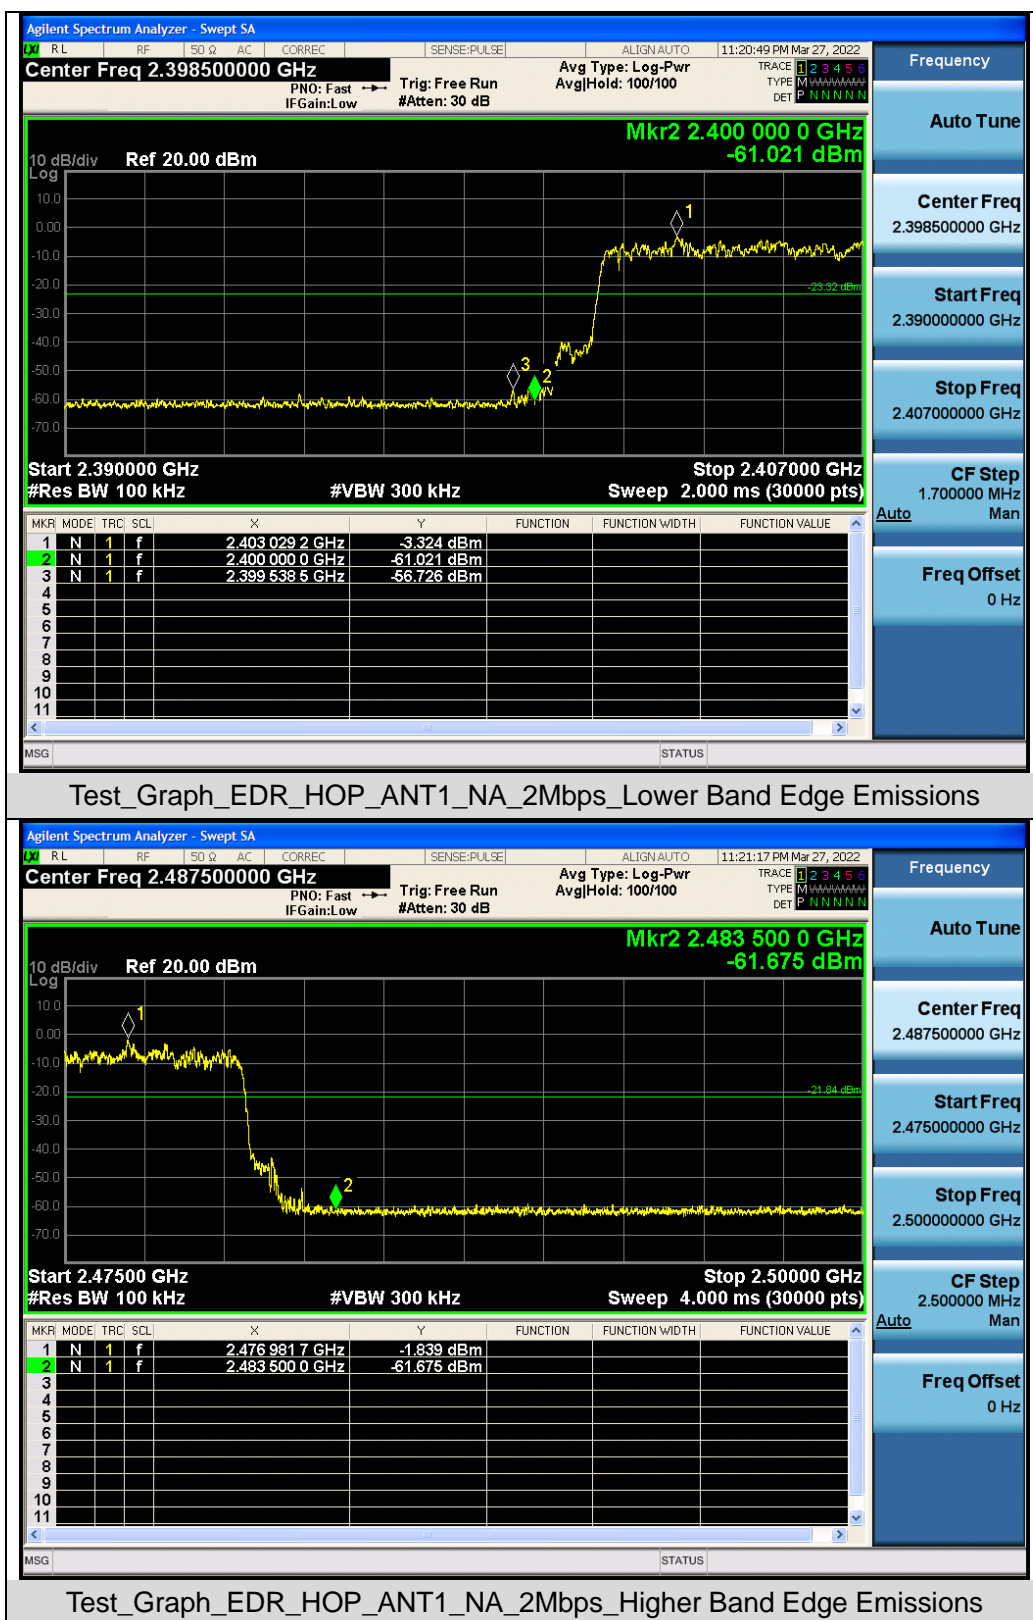 Agilent Spectrum Analyzer - Swept SA
LXI RL RF 50 Ω AC CORREC SENSE:PULSE ALIGN AUTO 11:20:49 PM Mar 27, 2022
Center Freq 2.398500000 GHz
PNO: Fast
IFGain:Low
Trig: Free Run
#Atten: 30 dB
Avg Type: Log-Pwr
Avg|Hold: 100/100
TRACE 1 2 3 4 5 6
TYPE M
DET P N N N N N
Mkr2 2.400 000 0 GHz
-61.021 dBm
10 dB/div Ref 20.00 dBm
Log
10.0
0.00
-10.0
-20.0
-30.0
-40.0
-50.0
-60.0
-70.0
1
-23.32 dBm
3
2
Start 2.390000 GHz Stop 2.407000 GHz
#Res BW 100 kHz #VBW 300 kHz Sweep 2.000 ms (30000 pts)
MKR MODE TRC SCL X Y FUNCTION FUNCTION WIDTH FUNCTION VALUE
1 N 1 f 2.403 029 2 GHz -3.324 dBm
2 N 1 f 2.400 000 0 GHz -61.021 dBm
3 N 1 f 2.399 538 5 GHz -56.726 dBm
4
5
6
7
8
9
10
11
MSG STATUS
Frequency
Auto Tune
Center Freq
2.398500000 GHz
Start Freq
2.390000000 GHz
Stop Freq
2.407000000 GHz
CF Step
1.700000 MHz
Auto Man
Freq Offset
0 Hz
Test_Graph_EDR_HOP_ANT1_NA_2Mbps_Lower Band Edge Emissions
Agilent Spectrum Analyzer - Swept SA
LXI RL RF 50 Ω AC CORREC SENSE:PULSE ALIGN AUTO 11:21:17 PM Mar 27, 2022
Center Freq 2.487500000 GHz
PNO: Fast
IFGain:Low
Trig: Free Run
#Atten: 30 dB
Avg Type: Log-Pwr
Avg|Hold: 100/100
TRACE 1 2 3 4 5 6
TYPE M
DET P N N N N N
Mkr2 2.483 500 0 GHz
-61.675 dBm
10 dB/div Ref 20.00 dBm
Log
10.0
0.00
-10.0
-20.0
-30.0
-40.0
-50.0
-60.0
-70.0
1
-21.84 dBm
2
Start 2.47500 GHz Stop 2.50000 GHz
#Res BW 100 kHz #VBW 300 kHz Sweep 4.000 ms (30000 pts)
MKR MODE TRC SCL X Y FUNCTION FUNCTION WIDTH FUNCTION VALUE
1 N 1 f 2.476 981 7 GHz -1.839 dBm
2 N 1 f 2.483 500 0 GHz -61.675 dBm
3
4
5
6
7
8
9
10
11
MSG STATUS
Frequency
Auto Tune
Center Freq
2.487500000 GHz
Start Freq
2.475000000 GHz
Stop Freq
2.500000000 GHz
CF Step
2.500000 MHz
Auto Man
Freq Offset
0 Hz
Test_Graph_EDR_HOP_ANT1_NA_2Mbps_Higher Band Edge Emissions